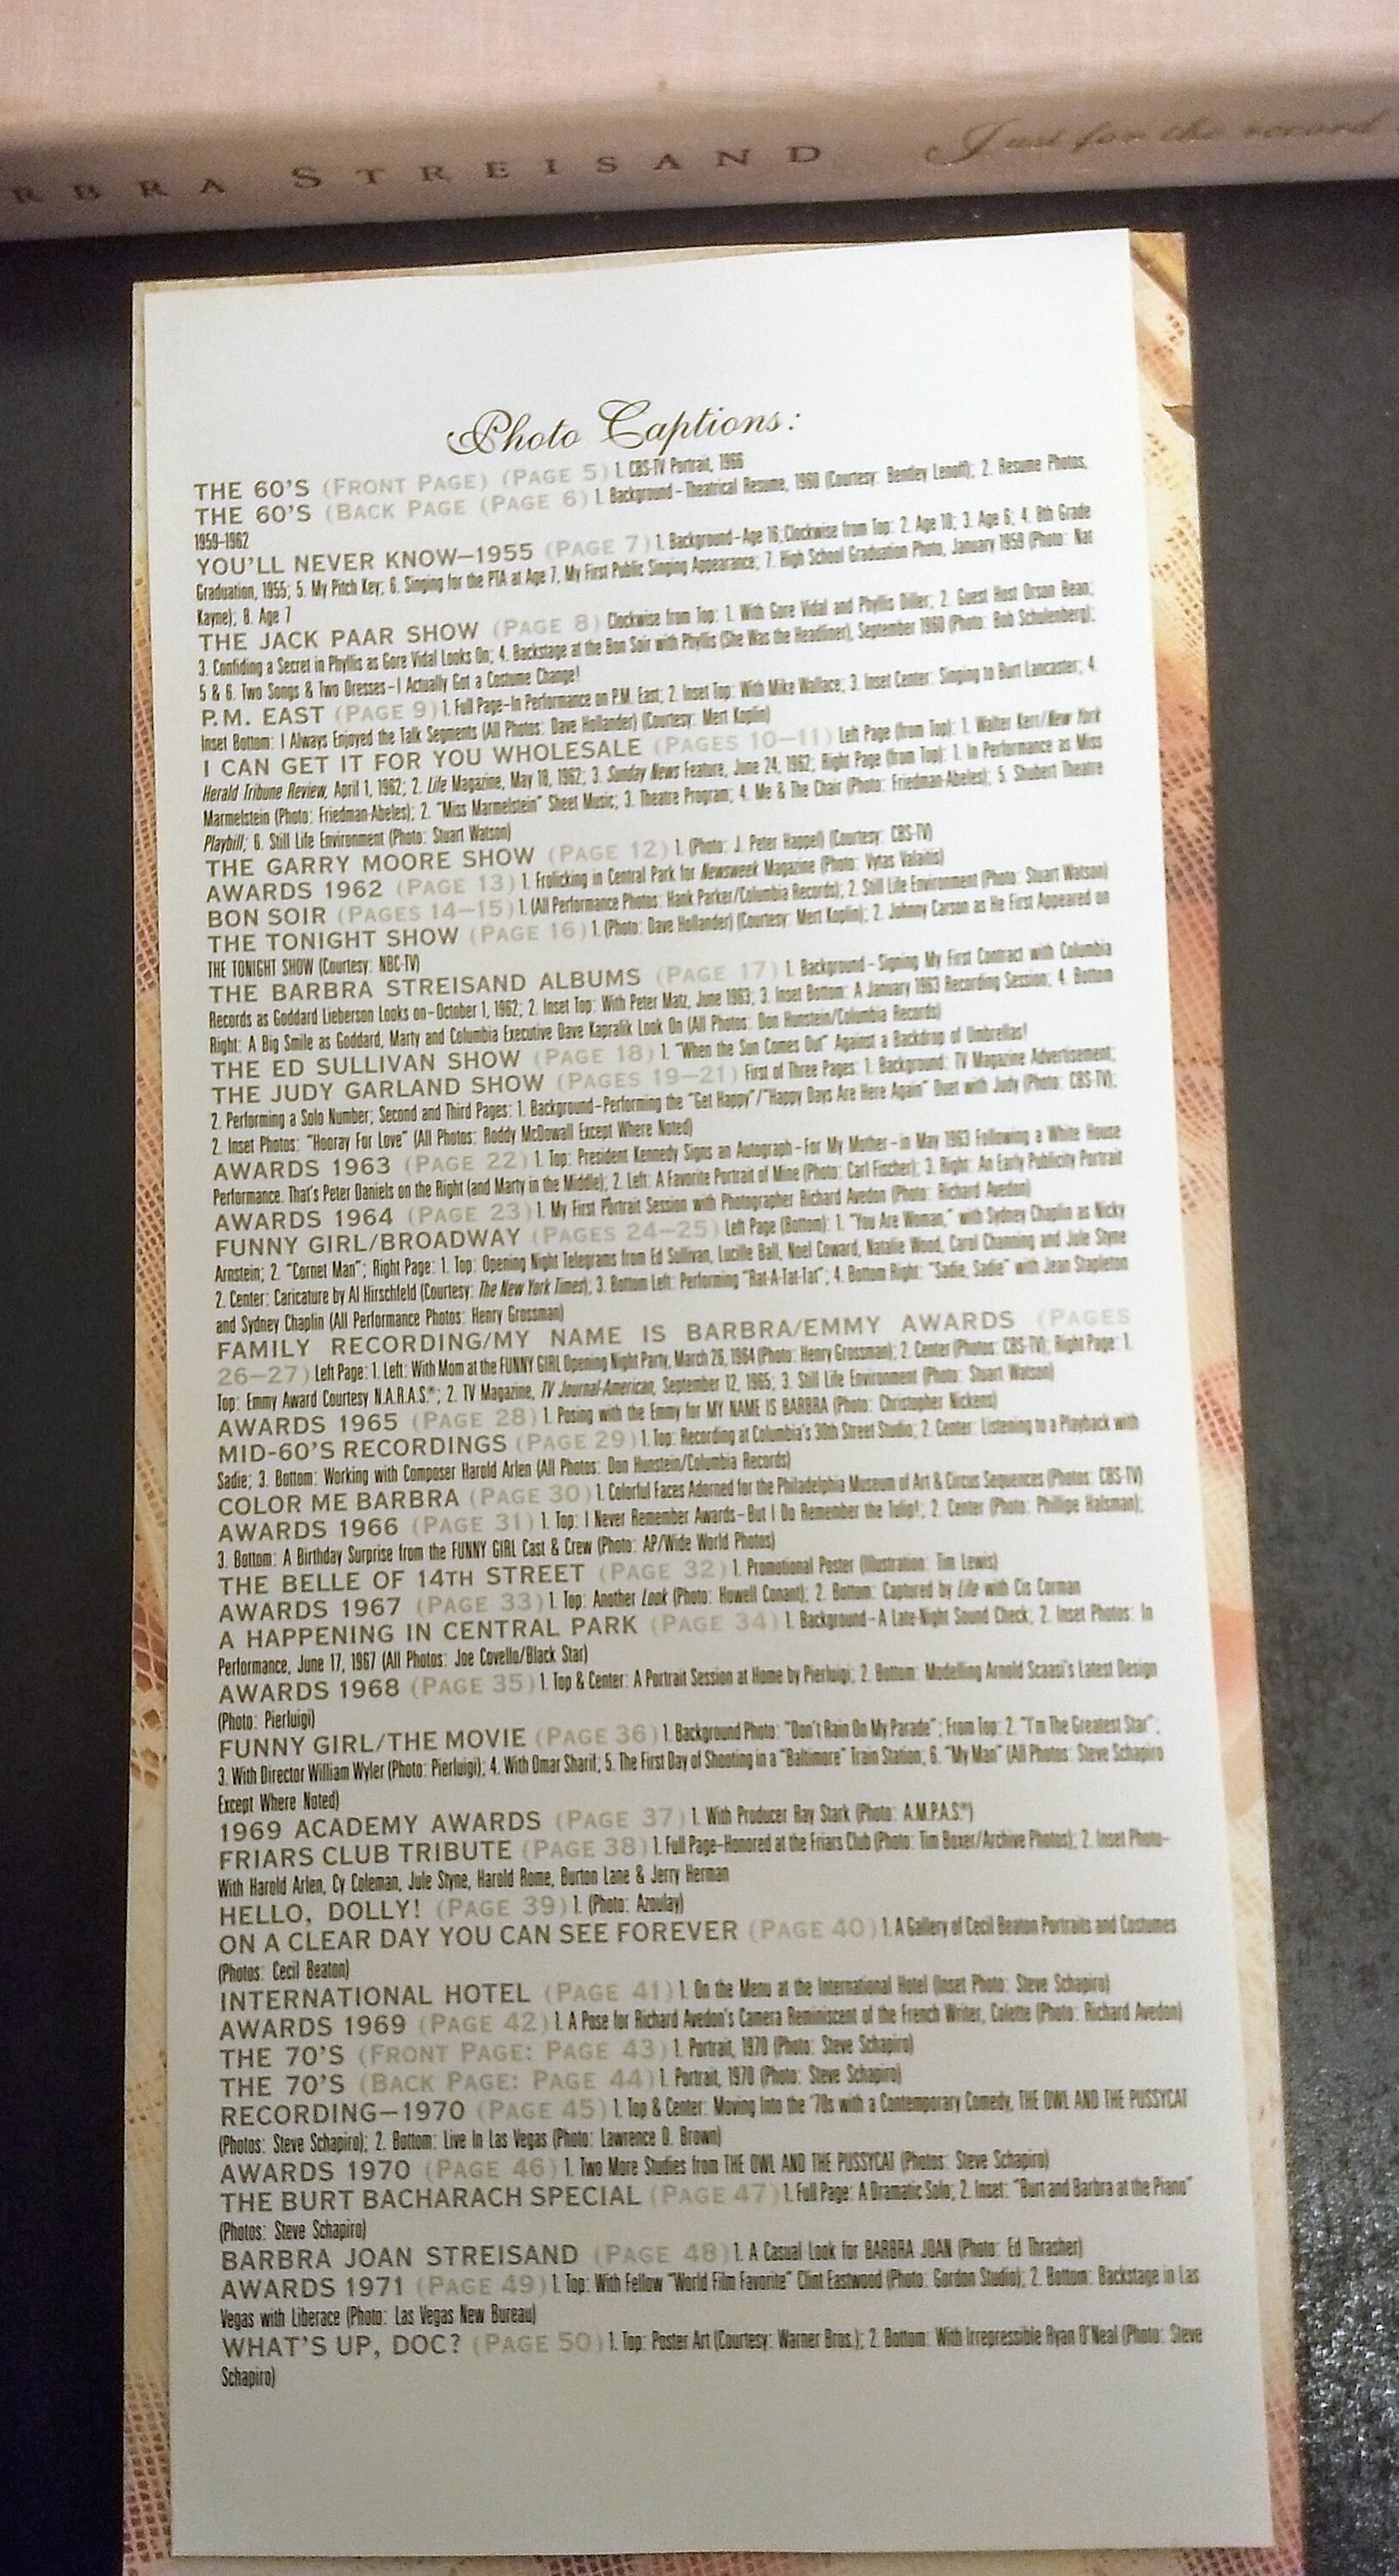 RBRA STREISAND Just for the record
Photo Captions:
THE 60'S (FRONT PAGE) (PAGE 5) 1. CBS-TV Portrait, 1966
THE 60'S (BACK PAGE (PAGE 6) 1. Background–Theatrical Resume, 1960 (Courtesy: Bentley Lenoff); 2. Resume Photos,
1959-1962
YOU'LL NEVER KNOW—1955 (PAGE 7) 1. Background–Age 16; Clockwise from Top: 2. Age 10; 3. Age 6; 4. 8th Grade
Graduation, 1955; 5. My Pitch Key; 6. Singing for the PTA at Age 7, My First Public Singing Appearance; 7. High School Graduation Photo, January 1959 (Photo: Nat
Kayne); 8. Age 7
THE JACK PAAR SHOW (PAGE 8) Clockwise from Top: 1. With Gore Vidal and Phyllis Diller; 2. Guest Host Orson Bean;
3. Confiding a Secret in Phyllis as Gore Vidal Looks On; 4. Backstage at the Bon Soir with Phyllis (She Was the Headliner), September 1960 (Photo: Bob Schulenberg);
5 & 6. Two Songs & Two Dresses–I Actually Got a Costume Change!
P.M. EAST (PAGE 9) 1. Full Page–In Performance on P.M. East; 2. Inset Top: With Mike Wallace; 3. Inset Center: Singing to Burt Lancaster; 4.
Inset Bottom: I Always Enjoyed the Talk Segments (All Photos: Dave Hollander) (Courtesy: Mert Koplin)
I CAN GET IT FOR YOU WHOLESALE (PAGES 10–11) Left Page (from Top): 1. Walter Kerr/New York
Herald Tribune Review, April 1, 1962; 2. Life Magazine, May 18, 1962; 3. Sunday News Feature, June 24, 1962; Right Page (from Top): 1. In Performance as Miss
Marmelstein (Photo: Friedman-Abeles); 2. "Miss Marmelstein" Sheet Music; 3. Theatre Program; 4. Me & The Chair (Photo: Friedman-Abeles); 5. Shubert Theatre
Playbill; 6. Still Life Environment (Photo: Stuart Watson)
THE GARRY MOORE SHOW (PAGE 12) 1. (Photo: J. Peter Happel) (Courtesy: CBS-TV)
AWARDS 1962 (PAGE 13) 1. Frolicking in Central Park for Newsweek Magazine (Photo: Vytas Valaitis)
BON SOIR (PAGES 14–15) 1. (All Performance Photos: Hank Parker/Columbia Records); 2. Still Life Environment (Photo: Stuart Watson)
THE TONIGHT SHOW (PAGE 16) 1. (Photo: Dave Hollander) (Courtesy: Mert Koplin); 2. Johnny Carson as He First Appeared on
THE TONIGHT SHOW (Courtesy: NBC-TV)
THE BARBRA STREISAND ALBUMS (PAGE 17) 1. Background–Signing My First Contract with Columbia
Records as Goddard Lieberson Looks on–October 1, 1962; 2. Inset Top: With Peter Matz, June 1963; 3. Inset Bottom: A January 1963 Recording Session; 4. Bottom
Right: A Big Smile as Goddard, Marty and Columbia Executive Dave Kapralik Look On (All Photos: Don Hunstein/Columbia Records)
THE ED SULLIVAN SHOW (PAGE 18) 1. "When the Sun Comes Out" Against a Backdrop of Umbrellas!
THE JUDY GARLAND SHOW (PAGES 19–21) First of Three Pages: 1. Background: TV Magazine Advertisement;
2. Performing a Solo Number; Second and Third Pages: 1. Background–Performing the "Get Happy"/"Happy Days Are Here Again" Duet with Judy (Photo: CBS-TV);
2. Inset Photos: "Hooray For Love" (All Photos: Roddy McDowall Except Where Noted)
AWARDS 1963 (PAGE 22) 1. Top: President Kennedy Signs an Autograph–For My Mother–in May 1963 Following a White House
Performance. That's Peter Daniels on the Right (and Marty in the Middle); 2. Left: A Favorite Portrait of Mine (Photo: Carl Fischer); 3. Right: An Early Publicity Portrait
AWARDS 1964 (PAGE 23) 1. My First Portrait Session with Photographer Richard Avedon (Photo: Richard Avedon)
FUNNY GIRL/BROADWAY (PAGES 24–25) Left Page (Bottom): 1. "You Are Woman," with Sydney Chaplin as Nicky
Arnstein; 2. "Cornet Man"; Right Page: 1. Top: Opening Night Telegrams from Ed Sullivan, Lucille Ball, Noel Coward, Natalie Wood, Carol Channing and Jule Styne
2. Center: Caricature by Al Hirschfeld (Courtesy: The New York Times); 3. Bottom Left: Performing "Rat-A-Tat-Tat"; 4. Bottom Right: "Sadie, Sadie" with Jean Stapleton
and Sydney Chaplin (All Performance Photos: Henry Grossman)
FAMILY RECORDING/MY NAME IS BARBRA/EMMY AWARDS (PAGES
26–27) Left Page: 1. Left: With Mom at the FUNNY GIRL Opening Night Party, March 26, 1964 (Photo: Henry Grossman); 2. Center (Photos: CBS-TV); Right Page: 1.
Top: Emmy Award Courtesy N.A.R.A.S.®; 2. TV Magazine, TV Journal-American, September 12, 1965; 3. Still Life Environment (Photo: Stuart Watson)
AWARDS 1965 (PAGE 28) 1. Posing with the Emmy for MY NAME IS BARBRA (Photo: Christopher Nickens)
MID-60'S RECORDINGS (PAGE 29) 1. Top: Recording at Columbia's 30th Street Studio; 2. Center: Listening to a Playback with
Sadie; 3. Bottom: Working with Composer Harold Arlen (All Photos: Don Hunstein/Columbia Records)
COLOR ME BARBRA (PAGE 30) 1. Colorful Faces Adorned for the Philadelphia Museum of Art & Circus Sequences (Photos: CBS-TV)
AWARDS 1966 (PAGE 31) 1. Top: I Never Remember Awards–But I Do Remember the Tulip!; 2. Center (Photo: Phillipe Halsman);
3. Bottom: A Birthday Surprise from the FUNNY GIRL Cast & Crew (Photo: AP/Wide World Photos)
THE BELLE OF 14TH STREET (PAGE 32) 1. Promotional Poster (Illustration: Tim Lewis)
AWARDS 1967 (PAGE 33) 1. Top: Another Look (Photo: Howell Conant); 2. Bottom: Captured by Life with Cis Corman
A HAPPENING IN CENTRAL PARK (PAGE 34) 1. Background–A Late-Night Sound Check; 2. Inset Photos: In
Performance, June 17, 1967 (All Photos: Joe Covello/Black Star)
AWARDS 1968 (PAGE 35) 1. Top & Center: A Portrait Session at Home by Pierluigi; 2. Bottom: Modelling Arnold Scaasi's Latest Design
(Photo: Pierluigi)
FUNNY GIRL/THE MOVIE (PAGE 36) 1. Background Photo: "Don't Rain On My Parade"; From Top: 2. "I'm The Greatest Star";
3. With Director William Wyler (Photo: Pierluigi); 4. With Omar Sharif; 5. The First Day of Shooting in a "Baltimore" Train Station; 6. "My Man" (All Photos: Steve Schapiro
Except Where Noted)
1969 ACADEMY AWARDS (PAGE 37) 1. With Producer Ray Stark (Photo: A.M.P.A.S.®)
FRIARS CLUB TRIBUTE (PAGE 38) 1. Full Page–Honored at the Friars Club (Photo: Tim Boxer/Archive Photos); 2. Inset Photo–
With Harold Arlen, Cy Coleman, Jule Styne, Harold Rome, Burton Lane & Jerry Herman
HELLO, DOLLY! (PAGE 39) 1. (Photo: Azoulay)
ON A CLEAR DAY YOU CAN SEE FOREVER (PAGE 40) 1. A Gallery of Cecil Beaton Portraits and Costumes
(Photos: Cecil Beaton)
INTERNATIONAL HOTEL (PAGE 41) 1. On the Menu at the International Hotel (Inset Photo: Steve Schapiro)
AWARDS 1969 (PAGE 42) 1. A Pose for Richard Avedon's Camera Reminiscent of the French Writer, Colette (Photo: Richard Avedon)
THE 70'S (FRONT PAGE: PAGE 43) 1. Portrait, 1970 (Photo: Steve Schapiro)
THE 70'S (BACK PAGE: PAGE 44) 1. Portrait, 1970 (Photo: Steve Schapiro)
RECORDING—1970 (PAGE 45) 1. Top & Center: Moving Into the '70s with a Contemporary Comedy, THE OWL AND THE PUSSYCAT
(Photos: Steve Schapiro); 2. Bottom: Live In Las Vegas (Photo: Lawrence D. Brown)
AWARDS 1970 (PAGE 46) 1. Two More Studies from THE OWL AND THE PUSSYCAT (Photos: Steve Schapiro)
THE BURT BACHARACH SPECIAL (PAGE 47) 1. Full Page: A Dramatic Solo; 2. Inset: "Burt and Barbra at the Piano"
(Photos: Steve Schapiro)
BARBRA JOAN STREISAND (PAGE 48) 1. A Casual Look for BARBRA JOAN (Photo: Ed Thrasher)
AWARDS 1971 (PAGE 49) 1. Top: With Fellow "World Film Favorite" Clint Eastwood (Photo: Gordon Studio); 2. Bottom: Backstage in Las
Vegas with Liberace (Photo: Las Vegas New Bureau)
WHAT'S UP, DOC? (PAGE 50) 1. Top: Poster Art (Courtesy: Warner Bros.); 2. Bottom: With Irrepressible Ryan O'Neal (Photo: Steve
Schapiro)